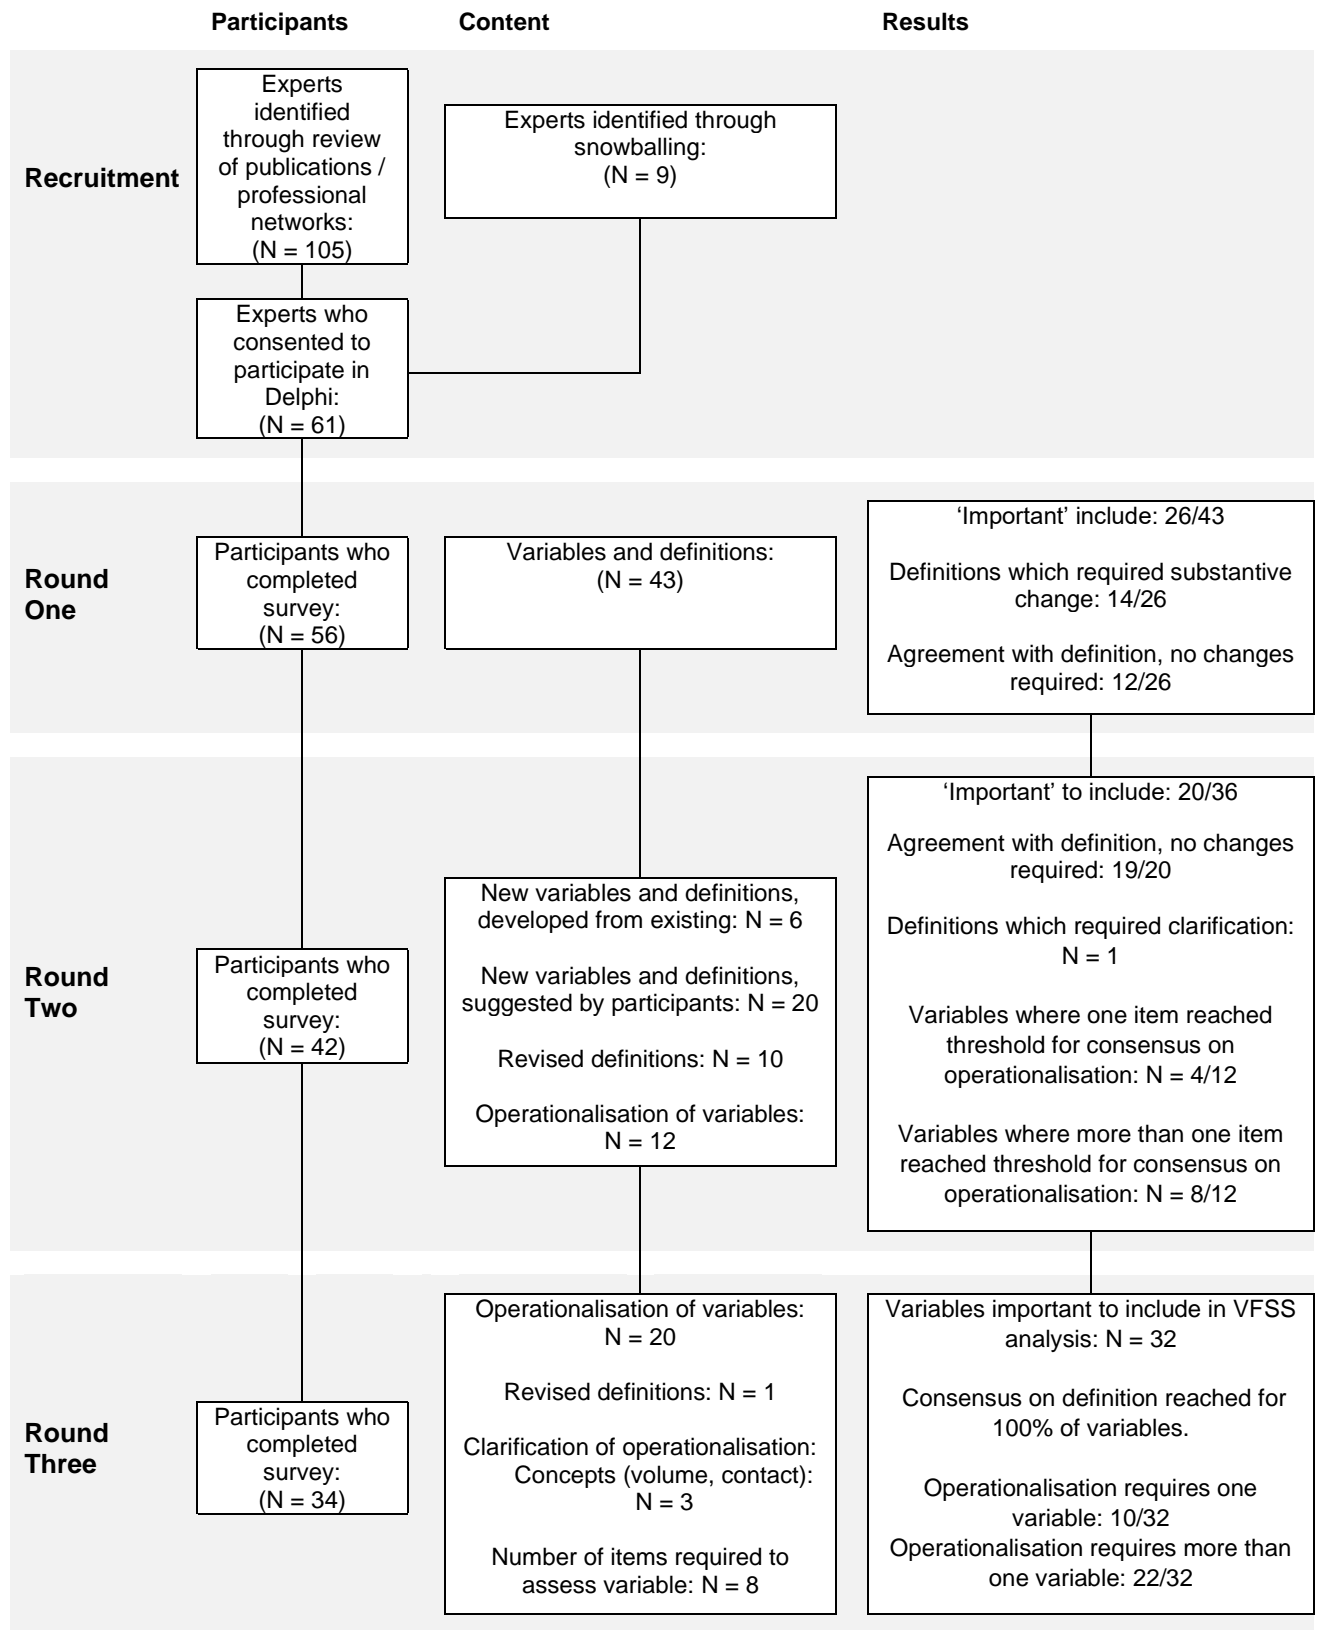 Participants
Content
Results
Recruitment
Experts
identified
through review
of publications /
professional
networks:
(N = 105)
Experts identified through
snowballing:
(N = 9)
Experts who
consented to
participate in
Delphi:
(N = 61)
Round
One
Participants who
completed
survey:
(N = 56)
Variables and definitions:
(N = 43)
‘Important’ include: 26/43
Definitions which required substantive
change: 14/26
Agreement with definition, no changes
required: 12/26
Round
Two
Participants who
completed
survey:
(N = 42)
New variables and definitions,
developed from existing: N = 6
New variables and definitions,
suggested by participants: N = 20
Revised definitions: N = 10
Operationalisation of variables:
N = 12
‘Important’ to include: 20/36
Agreement with definition, no changes
required: 19/20
Definitions which required clarification:
N = 1
Variables where one item reached
threshold for consensus on
operationalisation: N = 4/12
Variables where more than one item
reached threshold for consensus on
operationalisation: N = 8/12
Round
Three
Participants who
completed
survey:
(N = 34)
Operationalisation of variables:
N = 20
Revised definitions: N = 1
Clarification of operationalisation:
Concepts (volume, contact):
N = 3
Number of items required to
assess variable: N = 8
Variables important to include in VFSS
analysis: N = 32
Consensus on definition reached for
100% of variables.
Operationalisation requires one
variable: 10/32
Operationalisation requires more than
one variable: 22/32